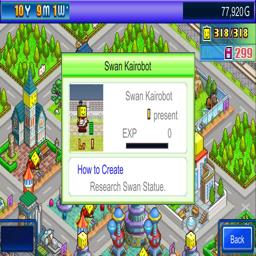 10Y 9M 1W
77,920G
318/318
299
Swan Kairobot
Swan Kairobot
0 present
EXP 0
How to Create
Research Swan Statue.
Back